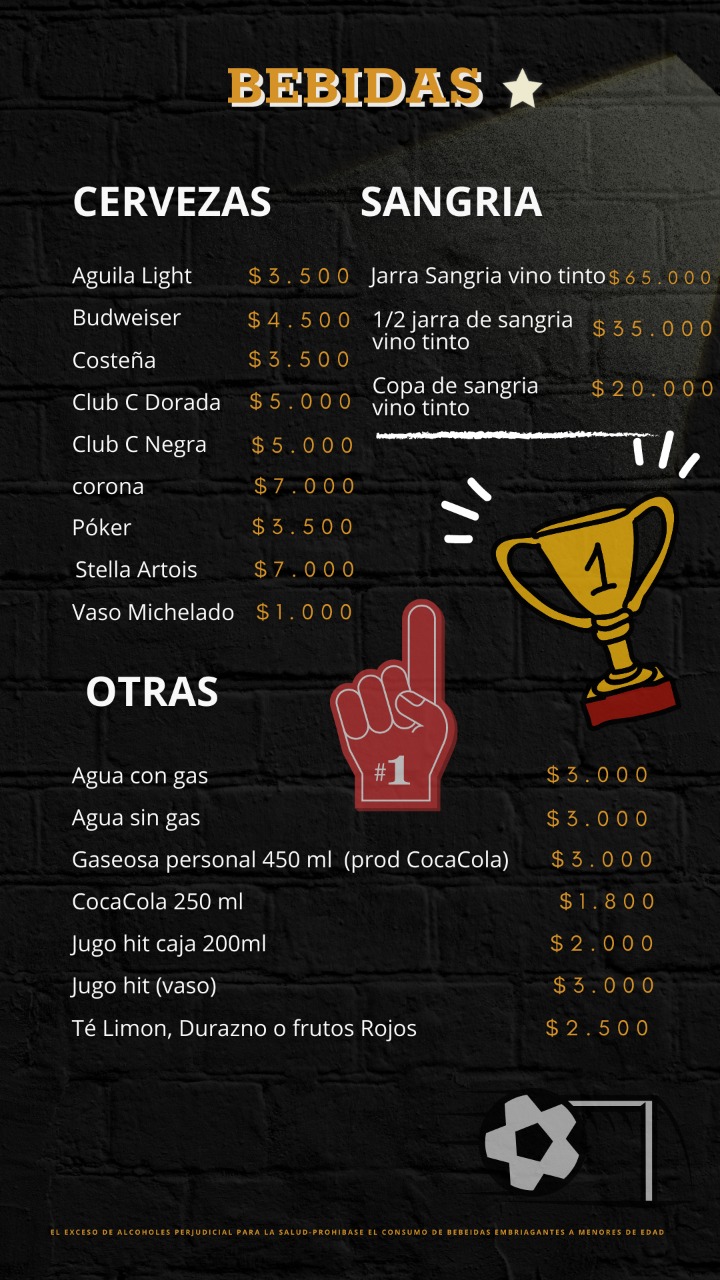 BEBIDAS
CERVEZAS
Aguila Light $3.500
Budweiser $4.500
Costeña $3.500
Club C Dorada $5.000
Club C Negra $5.000
corona $7.000
Póker $3.500
Stella Artois $7.000
Vaso Michelado $1.000
SANGRIA
Jarra Sangria vino tinto $65.000
1/2 jarra de sangria $35.000
vino tinto
Copa de sangria $20.000
vino tinto
1
#1
OTRAS
Agua con gas $3.000
Agua sin gas $3.000
Gaseosa personal 450 ml (prod CocaCola) $3.000
CocaCola 250 ml $1.800
Jugo hit caja 200ml $2.000
Jugo hit (vaso) $3.000
Té Limon, Durazno o frutos Rojos $2.500
EL EXCESO DE ALCOHOLES PERJUDICIAL PARA LA SALUD-PROHIBASE EL CONSUMO DE BEBEIDAS EMBRIAGANTES A MENORES DE EDAD